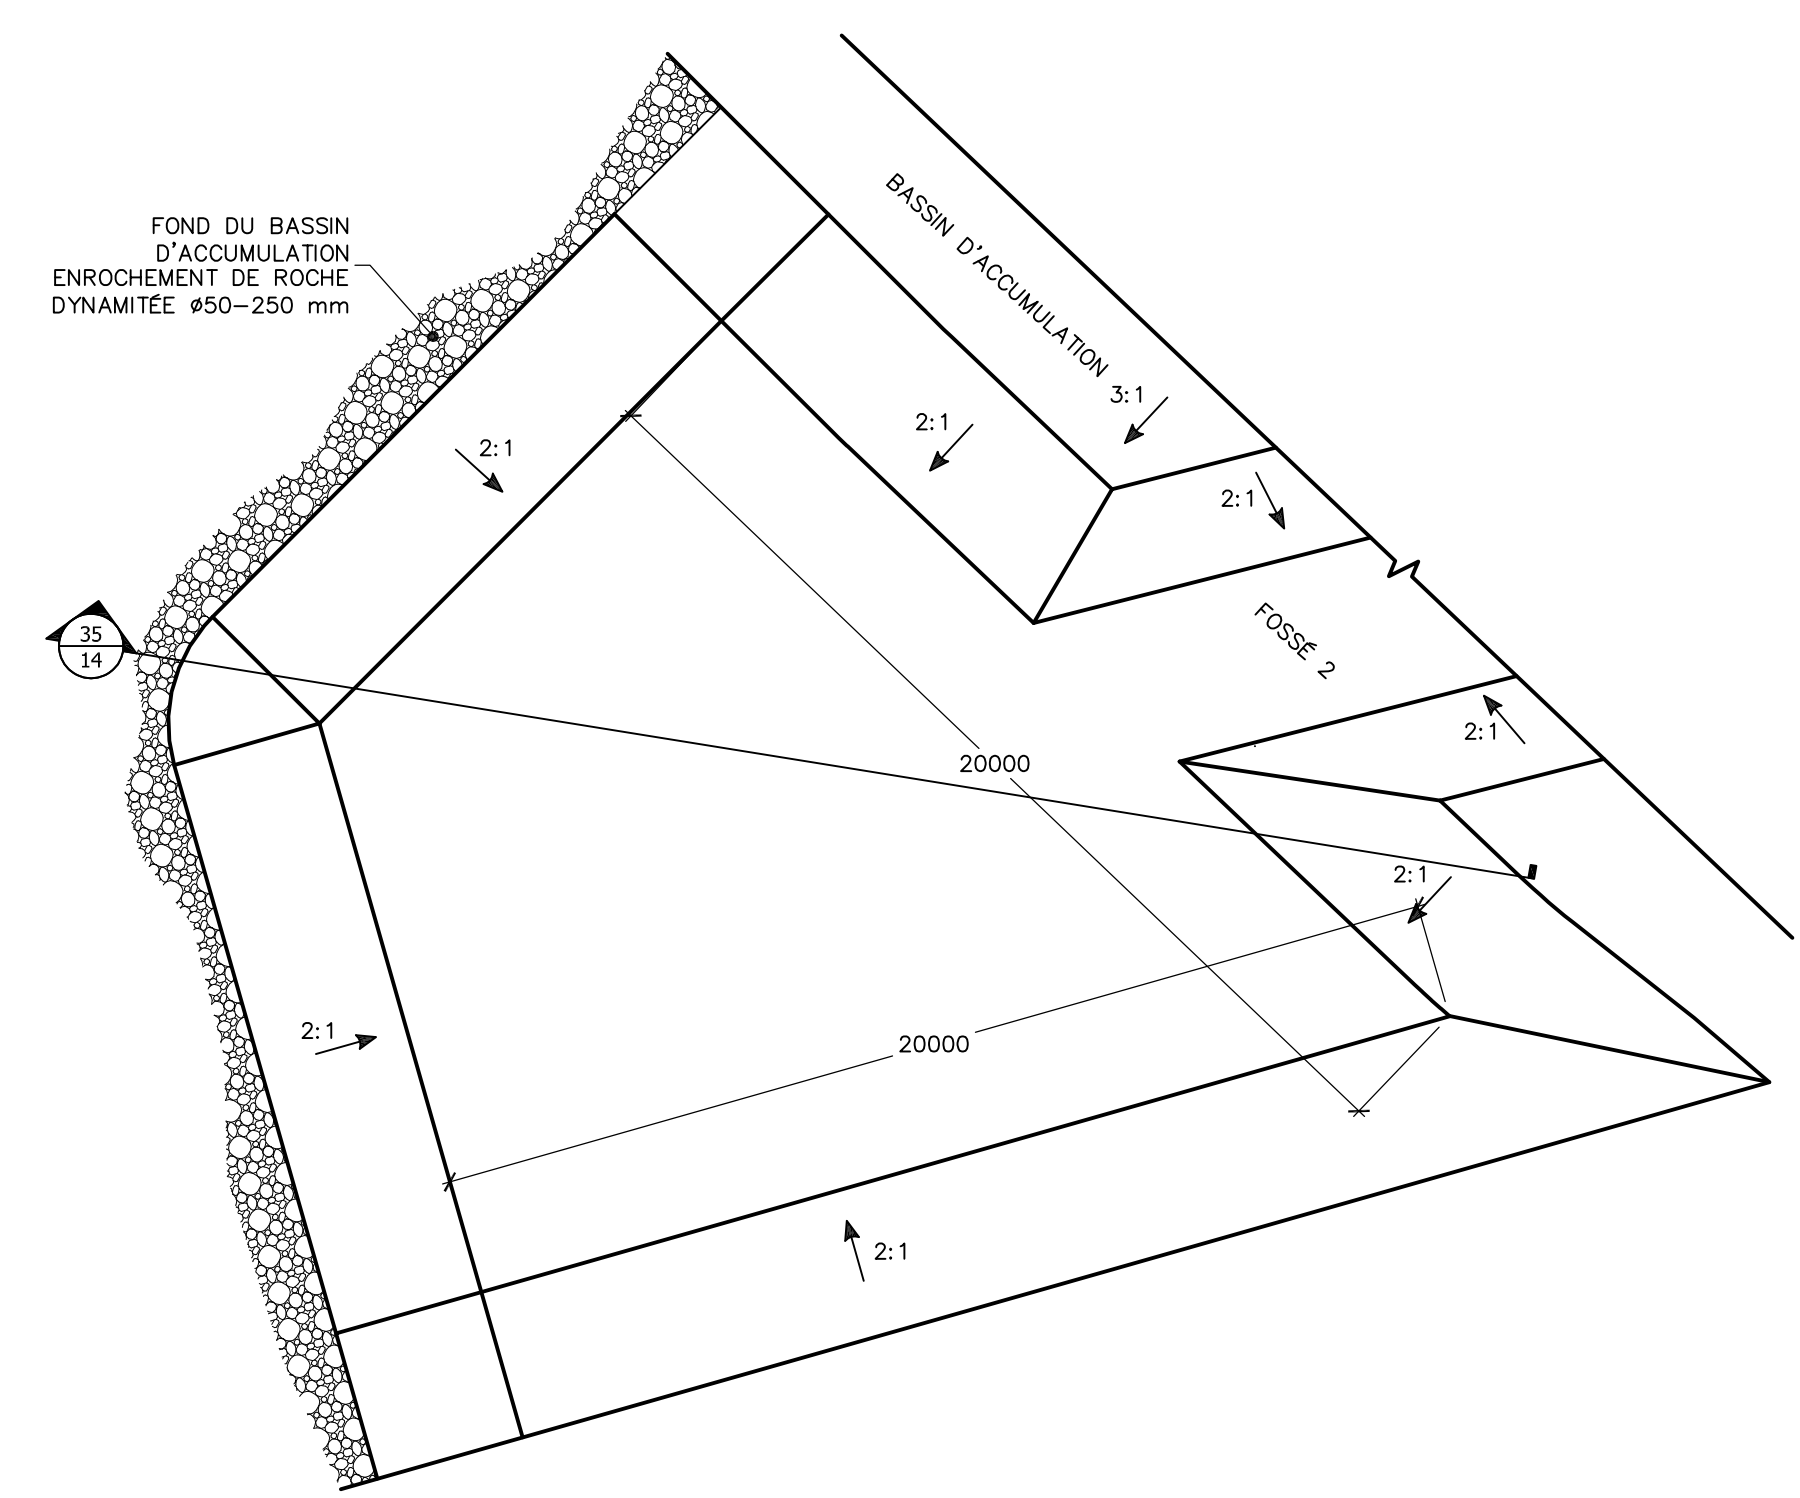 FOND DU BASSIN
D'ACCUMULATION
ENROCHEMENT DE ROCHE
DYNAMITÉE ø50-250 mm
BASSIN D'ACCUMULATION
3:1
2:1
2:1
2:1
FOSSÉ 2
35
14
2:1
20000
2:1
2:1
20000
2:1